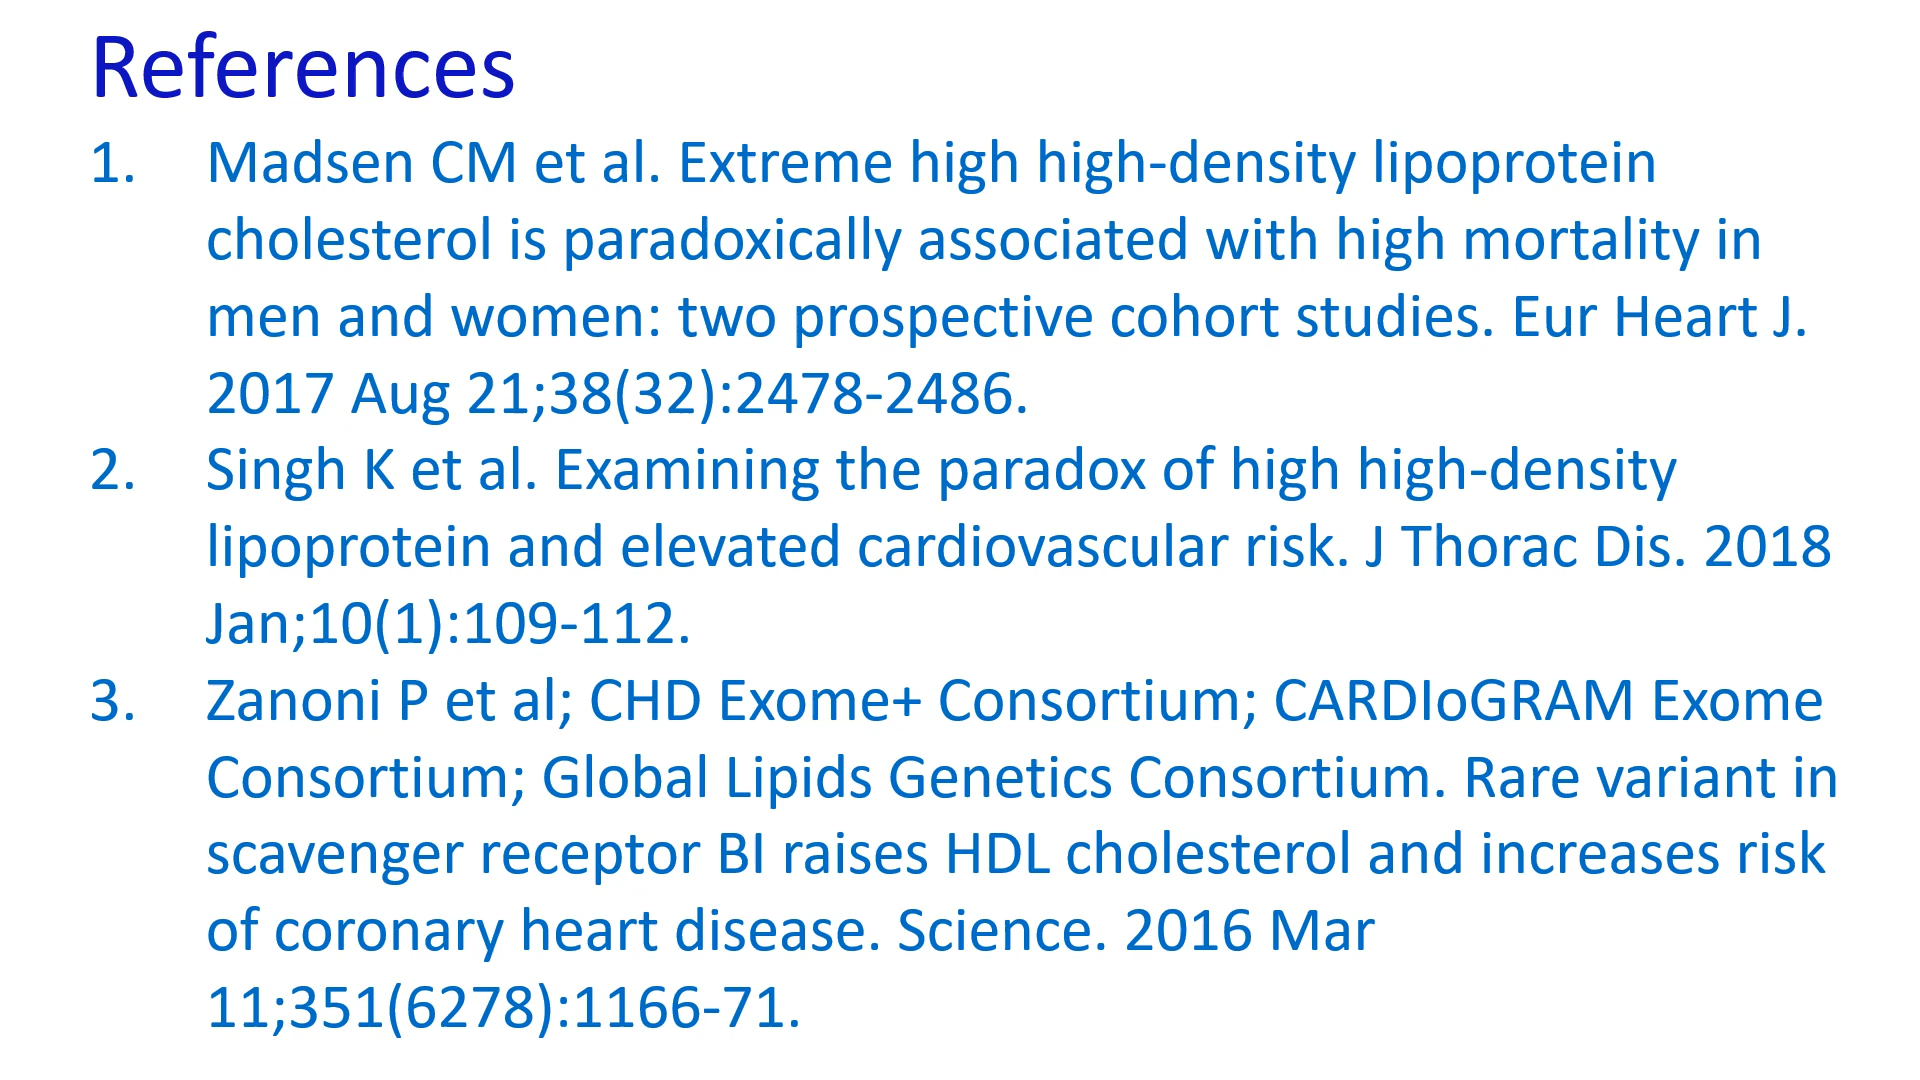 References
1. Madsen CM et al. Extreme high high-density lipoprotein
cholesterol is paradoxically associated with high mortality in
men and women: two prospective cohort studies. Eur Heart J.
2017 Aug 21;38(32):2478-2486.
2. Singh K et al. Examining the paradox of high high-density
lipoprotein and elevated cardiovascular risk. J Thorac Dis. 2018
Jan;10(1):109-112.
3. Zanoni P et al; CHD Exome+ Consortium; CARDIoGRAM Exome
Consortium; Global Lipids Genetics Consortium. Rare variant in
scavenger receptor BI raises HDL cholesterol and increases risk
of coronary heart disease. Science. 2016 Mar
11;351(6278):1166-71.